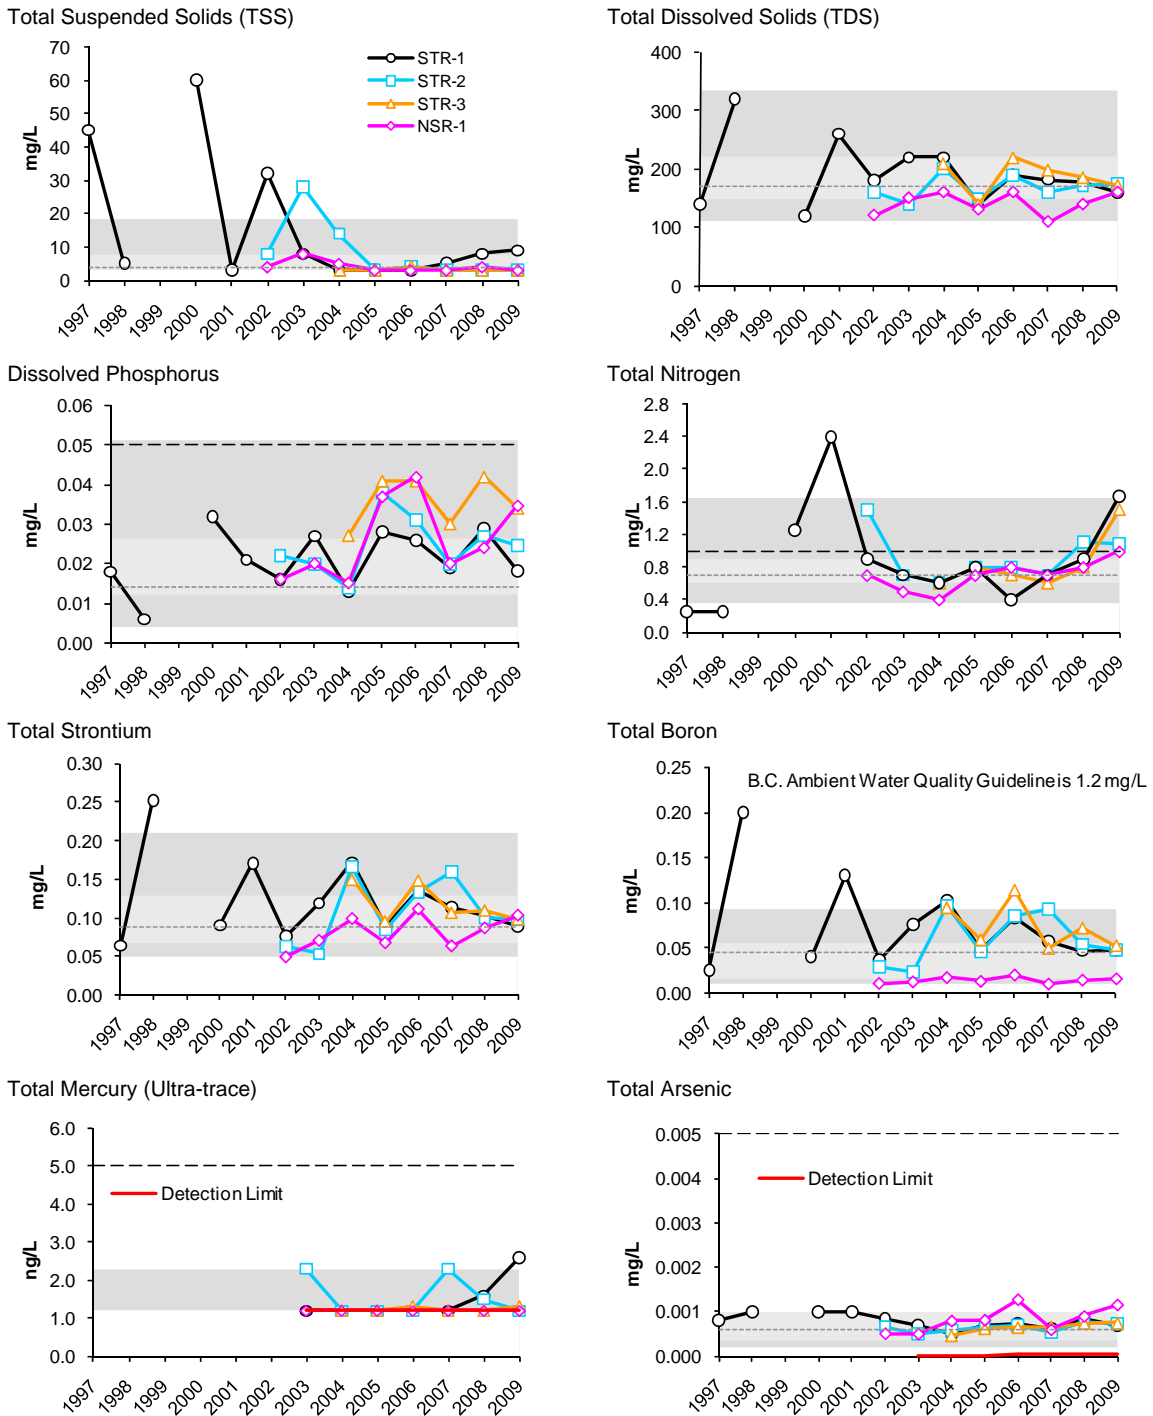 Total Suspended Solids (TSS)
70
60
50
40
30
20
10
0
mg/L
STR-1
STR-2
STR-3
NSR-1
1997 1998 1999 2000 2001 2002 2003 2004 2005 2006 2007 2008 2009
Total Dissolved Solids (TDS)
400
300
200
100
0
mg/L
1997 1998 1999 2000 2001 2002 2003 2004 2005 2006 2007 2008 2009
Dissolved Phosphorus
0.06
0.05
0.04
0.03
0.02
0.01
0.00
mg/L
1997 1998 1999 2000 2001 2002 2003 2004 2005 2006 2007 2008 2009
Total Nitrogen
2.8
2.4
2.0
1.6
1.2
0.8
0.4
0.0
mg/L
1997 1998 1999 2000 2001 2002 2003 2004 2005 2006 2007 2008 2009
Total Strontium
0.30
0.25
0.20
0.15
0.10
0.05
0.00
mg/L
1997 1998 1999 2000 2001 2002 2003 2004 2005 2006 2007 2008 2009
Total Boron
0.25
0.20
0.15
0.10
0.05
0.00
mg/L
B.C. Ambient Water Quality Guideline is 1.2 mg/L
1997 1998 1999 2000 2001 2002 2003 2004 2005 2006 2007 2008 2009
Total Mercury (Ultra-trace)
6.0
5.0
4.0
3.0
2.0
1.0
0.0
ng/L
Detection Limit
1997 1998 1999 2000 2001 2002 2003 2004 2005 2006 2007 2008 2009
Total Arsenic
0.005
0.004
0.003
0.002
0.001
0.000
mg/L
Detection Limit
1997 1998 1999 2000 2001 2002 2003 2004 2005 2006 2007 2008 2009